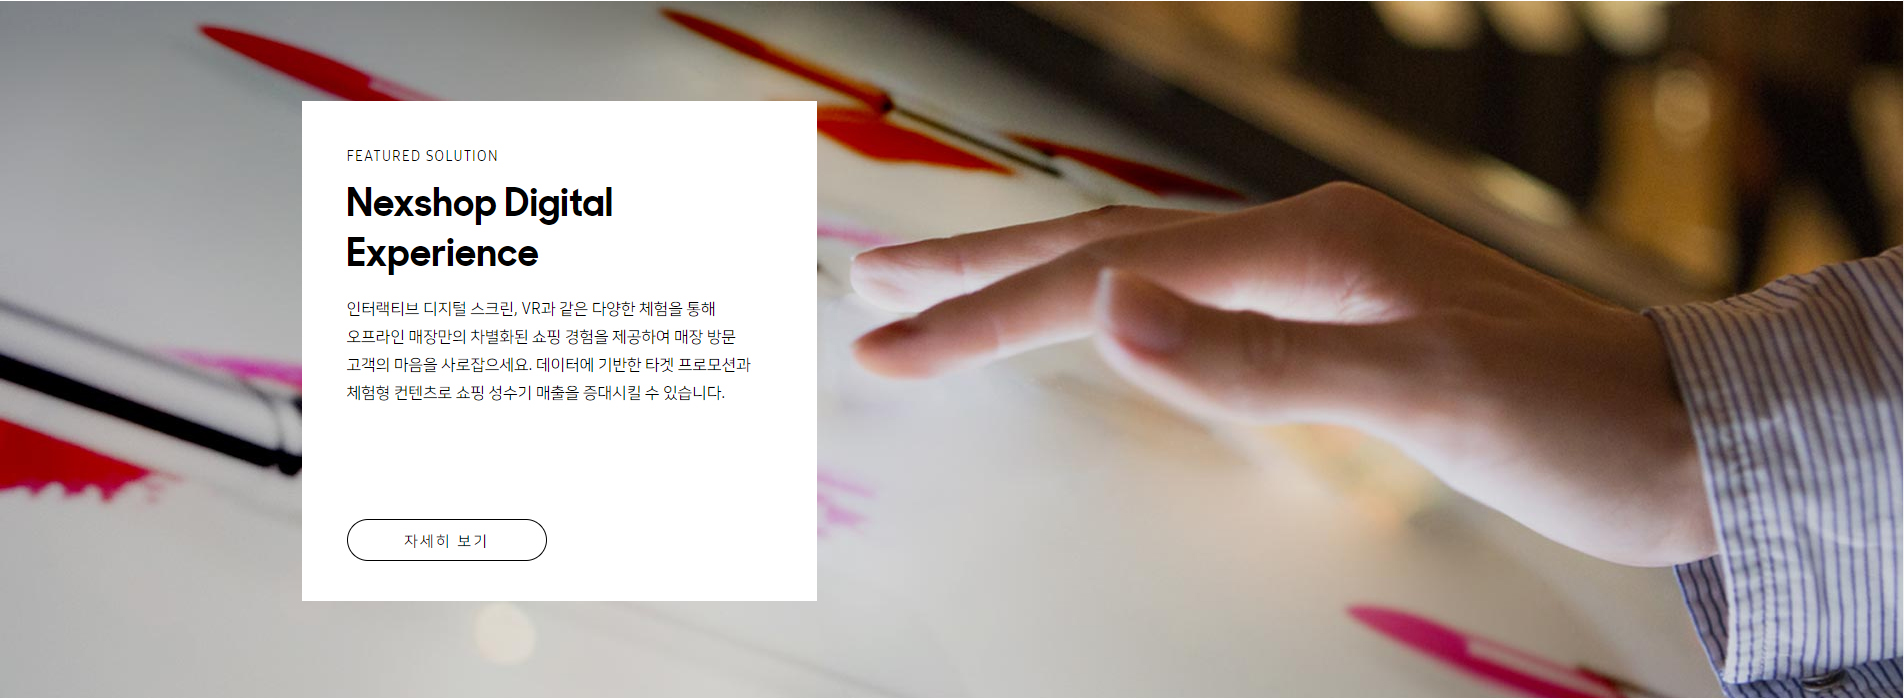 FEATURED SOLUTION
Nexshop Digital
Experience
인터랙티브 디지털 스크린, VR과 같은 다양한 체험을 통해
오프라인 매장만의 차별화된 쇼핑 경험을 제공하여 매장 방문
고객의 마음을 사로잡으세요. 데이터에 기반한 타겟 프로모션과
체험형 컨텐츠로 쇼핑 성수기 매출을 증대시킬 수 있습니다.
자세히 보기